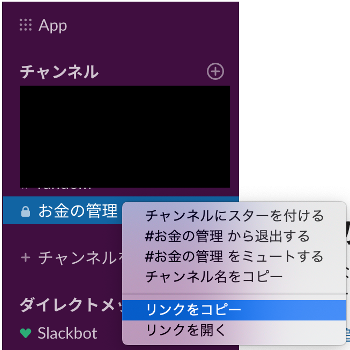 App
チャンネル
お金の管理
チャンネルにスターを付ける
#お金の管理 から退出する
#お金の管理 をミュートする
チャンネル名をコピー
チャンネルを
リンクをコピー
リンクを開く
ダイレクトメッ
Slackbot